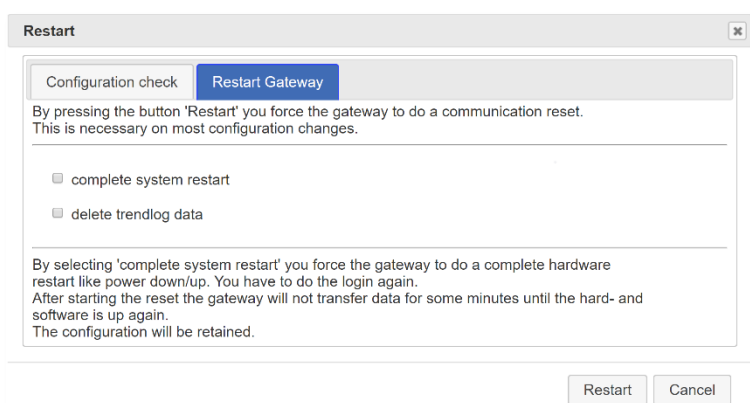 Restart
Configuration check
Restart Gateway
By pressing the button 'Restart' you force the gateway to do a communication reset.
This is necessary on most configuration changes.
complete system restart
delete trendlog data
By selecting 'complete system restart' you force the gateway to do a complete hardware
restart like power down/up. You have to do the login again.
After starting the reset the gateway will not transfer data for some minutes until the hard- and
software is up again.
The configuration will be retained.
Restart
Cancel